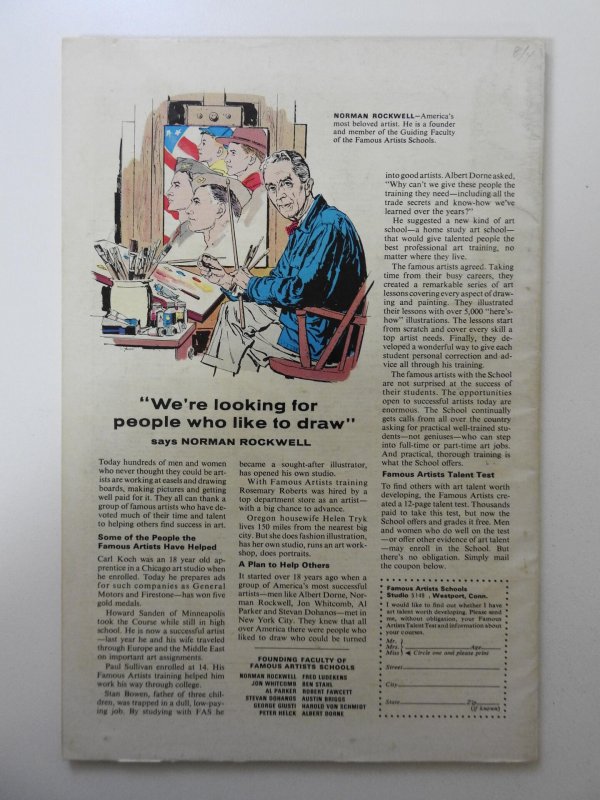 8/4
NORMAN ROCKWELL—America's
most beloved artist. He is a founder
and member of the Guiding Faculty
of the Famous Artists Schools.
"We're looking for
people who like to draw"
says NORMAN ROCKWELL
Today hundreds of men and women
who never thought they could be art-
ists are working at easels and drawing
boards, making pictures and getting
well paid for it. They all can thank a
group of famous artists who have de-
voted much of their time and talent
to helping others find success in art.
Some of the People the
Famous Artists Have Helped
Carl Koch was an 18 year old ap-
prentice in a Chicago art studio when
he enrolled. Today he prepares ads
for such companies as General
Motors and Firestone—has won five
gold medals.
Howard Sanden of Minneapolis
took the Course while still in high
school. He is now a successful artist
—last year he and his wife traveled
through Europe and the Middle East
on important art assignments.
Paul Sullivan enrolled at 14. His
Famous Artists training helped him
work his way through college.
Stan Bowen, father of three chil-
dren, was trapped in a dull, low-pay-
ing job. By studying with FAS he
became a sought-after illustrator,
has opened his own studio.
With Famous Artists training
Rosemary Roberts was hired by a
top department store as an artist—
with a big chance to advance.
Oregon housewife Helen Tryk
lives 150 miles from the nearest big
city. But she does fashion illustration,
has her own studio, runs an art work-
shop, does portraits.
A Plan to Help Others
It started over 18 years ago when a
group of America's most successful
artists—men like Albert Dorne, Nor-
man Rockwell, Jon Whitcomb, Al
Parker and Stevan Dohanos—met in
New York City. They knew that all
over America there were people who
liked to draw who could be turned
FOUNDING FACULTY OF
FAMOUS ARTISTS SCHOOLS
NORMAN ROCKWELL FRED LUDEKENS
JON WHITCOMB BEN STAHL
AL PARKER ROBERT FAWCETT
STEVAN DOHANOS AUSTIN BRIGGS
GEORGE GIUSTI HAROLD VON SCHMIDT
PETER HELCK ALBERT DORNE
into good artists. Albert Dorne asked,
"Why can't we give these people the
training they need—including all the
trade secrets and know-how we've
learned over the years?"
He suggested a new kind of art
school—a home study art school—
that would give talented people the
best professional art training, no
matter where they live.
The famous artists agreed. Taking
time from their busy careers, they
created a remarkable series of art
lessons covering every aspect of draw-
ing and painting. They illustrated
their lessons with over 5,000 "here's-
how" illustrations. The lessons start
from scratch and cover every skill a
top artist needs. Finally, they de-
veloped a wonderful way to give each
student personal correction and ad-
vice all through his training.
The famous artists with the School
are not surprised at the success of
their students. The opportunities
open to successful artists today are
enormous. The School continually
gets calls from all over the country
asking for practical well-trained stu-
dents—not geniuses—who can step
into full-time or part-time art jobs.
And practical, thorough training is
what the School offers.
Famous Artists Talent Test
To find others with art talent worth
developing, the Famous Artists cre-
ated a 12-page talent test. Thousands
paid to take this test, but now the
School offers and grades it free. Men
and women who do well on the test
—or offer other evidence of art talent
—may enroll in the School. But
there's no obligation. Simply mail
the coupon below.
Famous Artists Schools
Studio 5148, Westport, Conn.
I would like to find out whether I have
art talent worth developing. Please send
me, without obligation, your Famous
Artists Talent Test and information about
your courses.
Mr.
Mrs. Age
Miss Circle one and please print
Street
City
State Zip
(if known)